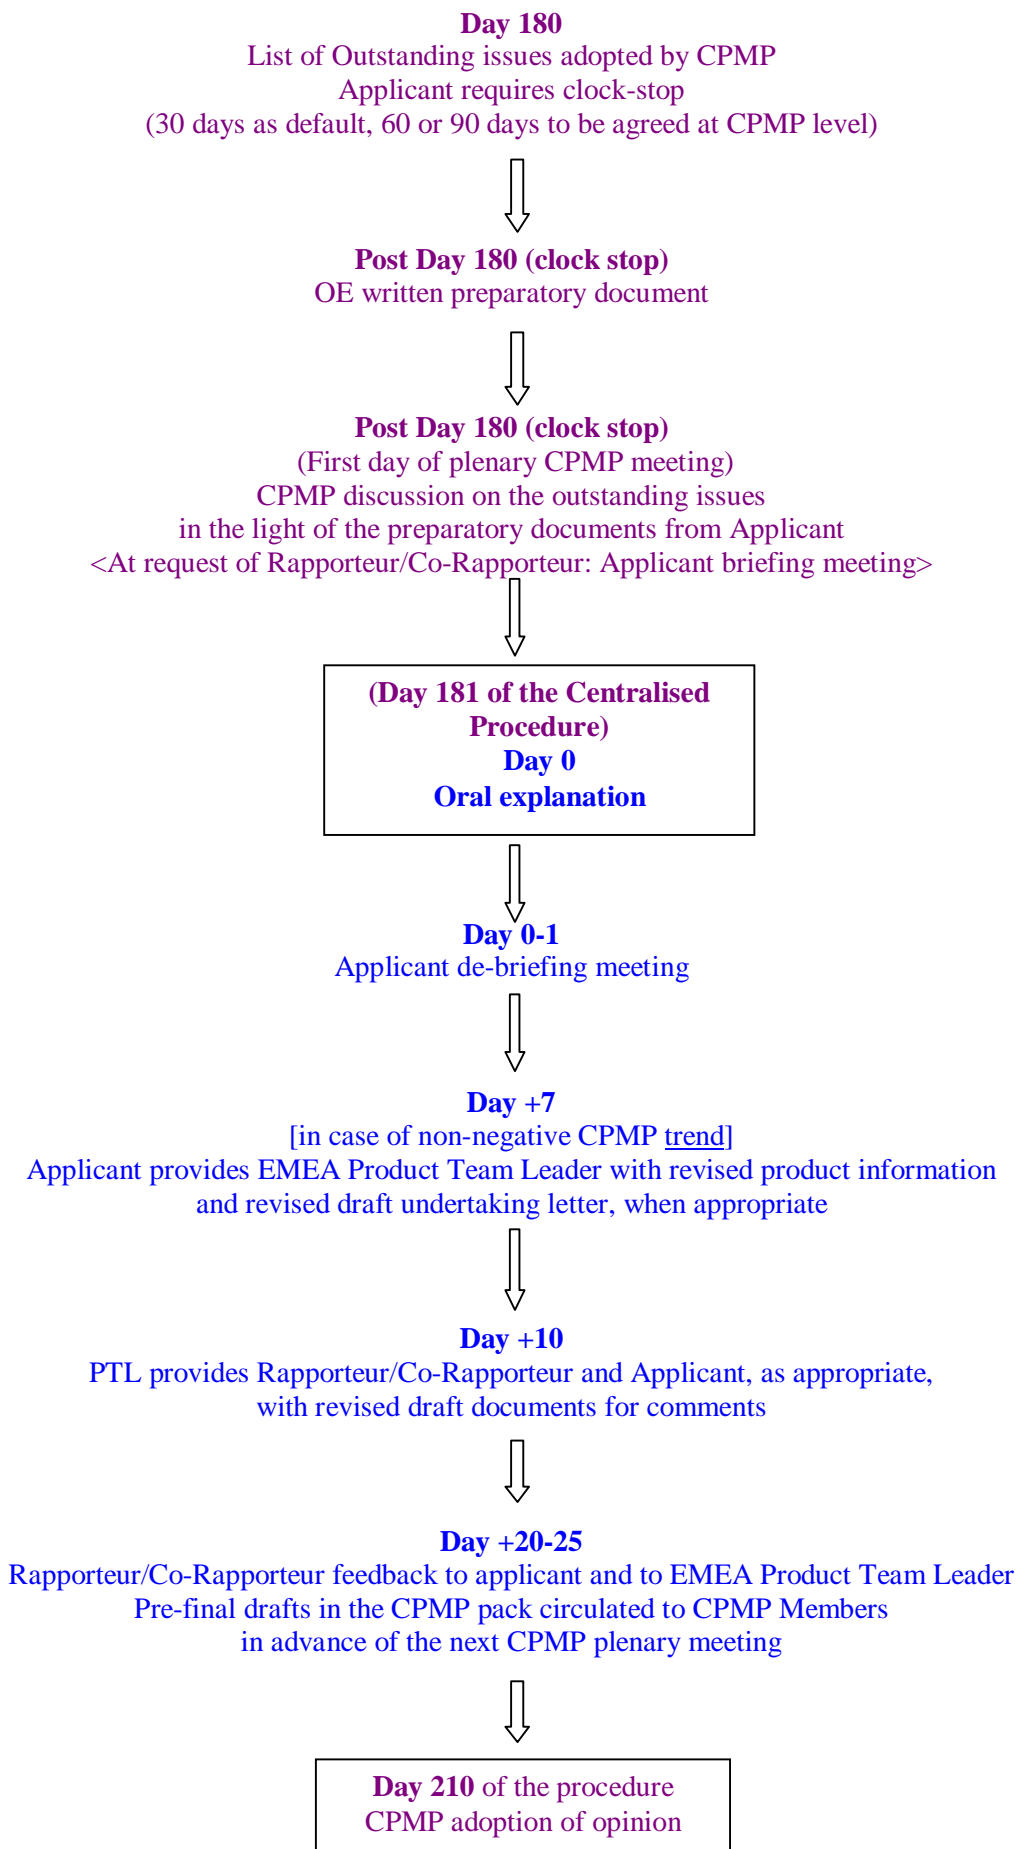 Day 180
List of Outstanding issues adopted by CPMP
Applicant requires clock-stop
(30 days as default, 60 or 90 days to be agreed at CPMP level)
Post Day 180 (clock stop)
OE written preparatory document
Post Day 180 (clock stop)
(First day of plenary CPMP meeting)
CPMP discussion on the outstanding issues
in the light of the preparatory documents from Applicant
<At request of Rapporteur/Co-Rapporteur: Applicant briefing meeting>
(Day 181 of the Centralised
Procedure)
Day 0
Oral explanation
Day 0-1
Applicant de-briefing meeting
Day +7
[in case of non-negative CPMP trend]
Applicant provides EMEA Product Team Leader with revised product information
and revised draft undertaking letter, when appropriate
Day +10
PTL provides Rapporteur/Co-Rapporteur and Applicant, as appropriate,
with revised draft documents for comments
Day +20-25
Rapporteur/Co-Rapporteur feedback to applicant and to EMEA Product Team Leader
Pre-final drafts in the CPMP pack circulated to CPMP Members
in advance of the next CPMP plenary meeting
Day 210 of the procedure
CPMP adoption of opinion